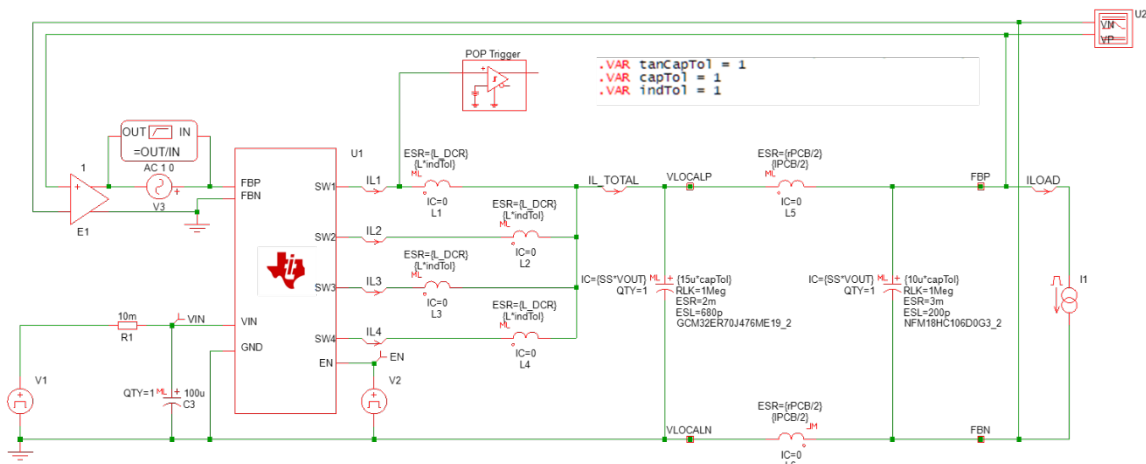 U2
VN
VP
POP Trigger
.VAR tanCapTol = 1
.VAR capTol = 1
.VAR indTol = 1
OUT
IN
=OUT/IN
1
AC 1 0
V3
E1
U1
FBP
FBN
VIN
GND
SW1
SW2
SW3
SW4
EN
IL1
ESR={L_DCR}
{L*indTol}
IC=0
L1
IL2
ESR={L_DCR}
{L*indTol}
IC=0
L2
IL3
ESR={L_DCR}
{L*indTol}
IC=0
L3
IL4
ESR={L_DCR}
{L*indTol}
IC=0
L4
IL_TOTAL
VLOCALP
ESR={rPCB/2}
{lPCB/2}
IC=0
L5
FBP
ILOAD
IC={SS*VOUT}
QTY=1
{15u*capTol}
RLK=1Meg
ESR=2m
ESL=680p
GCM32ER70J476ME19_2
IC={SS*VOUT}
QTY=1
{10u*capTol}
RLK=1Meg
ESR=3m
ESL=200p
NFM18HC106D0G3_2
I1
10m
R1
VIN
EN
V1
QTY=1
100u
C3
V2
VLOCALN
ESR={rPCB/2}
{lPCB/2}
IC=0
FBN